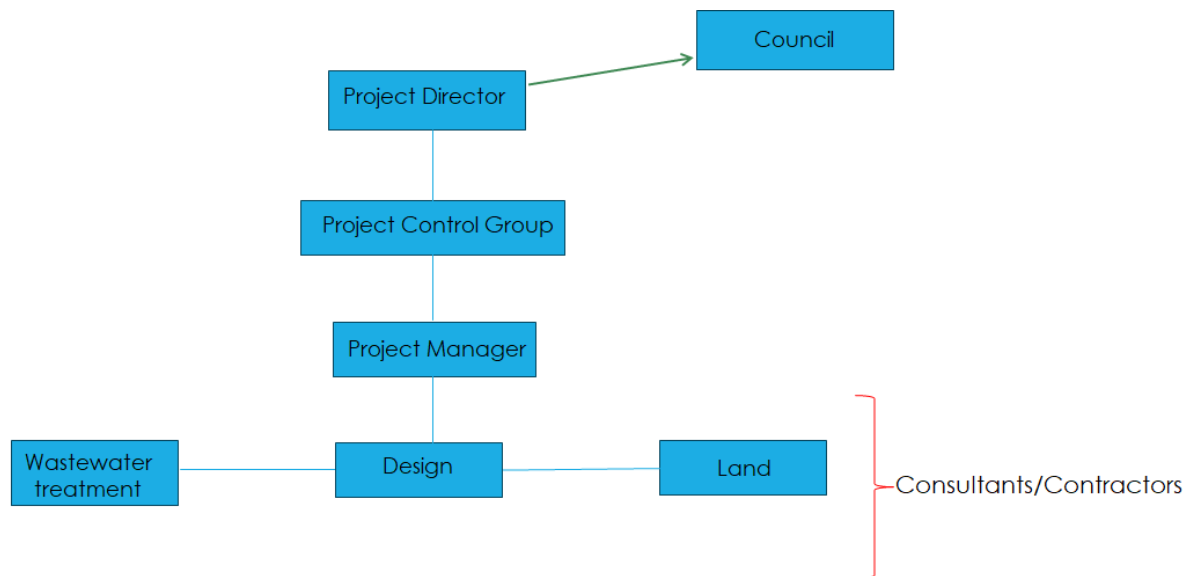 Council
Project Director
Project Control Group
Project Manager
Wastewater
treatment
Design
Land
Consultants/Contractors